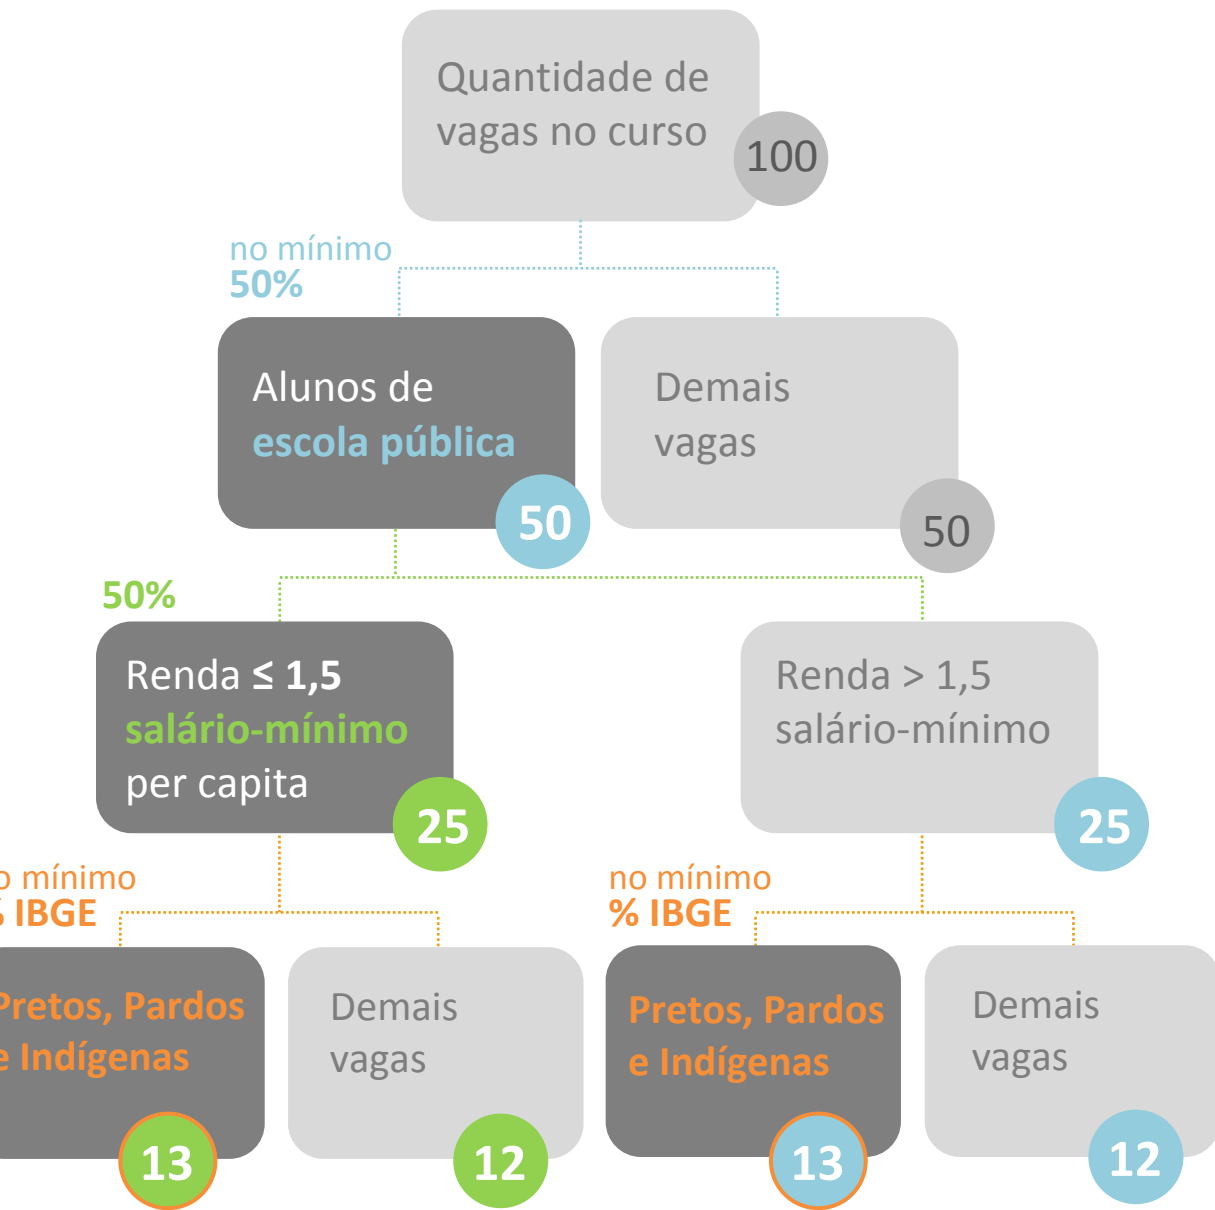 Quantidade de
vagas no curso
100
no mínimo
50%
Alunos de
escola pública
50
Demais
vagas
50
50%
Renda ≤ 1,5
salário-mínimo
per capita
25
Renda > 1,5
salário-mínimo
25
o mínimo
% IBGE
Pretos, Pardos
e Indígenas
13
Demais
vagas
12
no mínimo
% IBGE
Pretos, Pardos
e Indígenas
13
Demais
vagas
12